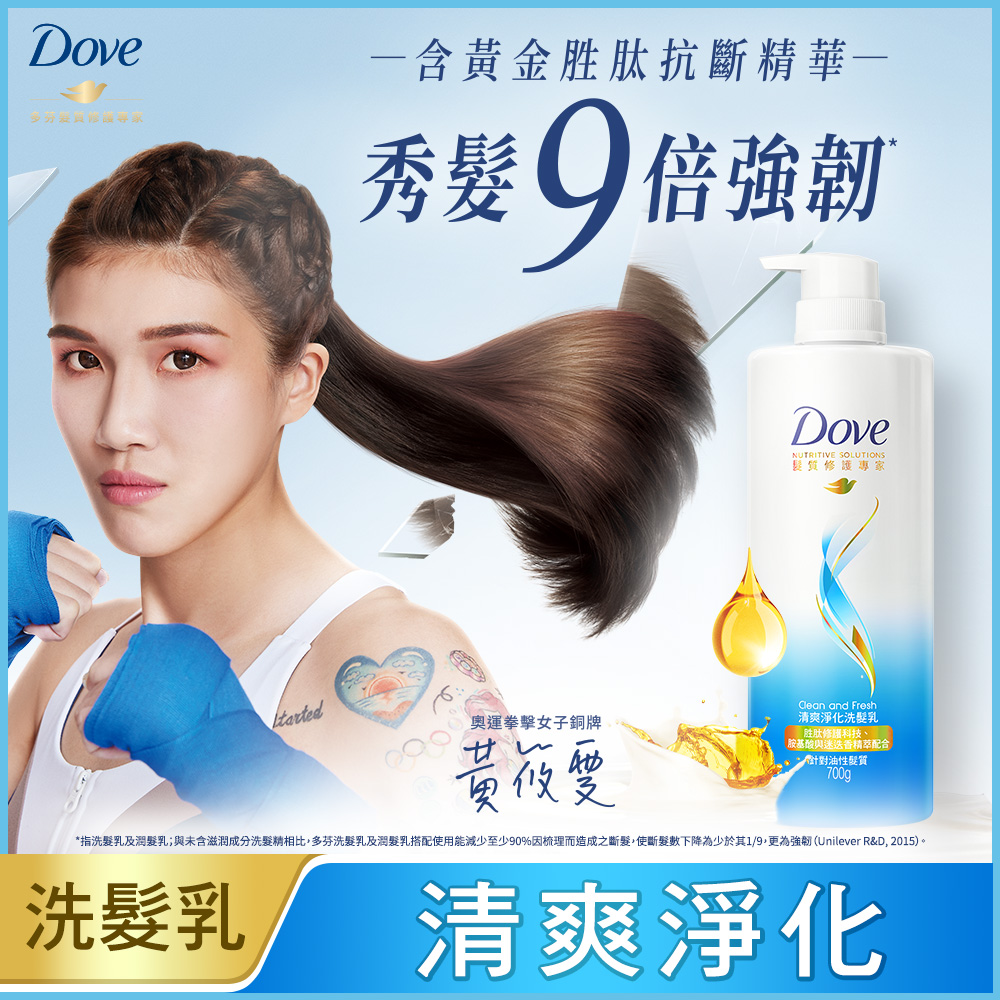 Dove
多芬髮質修護專家
含黃金胜肽抗斷精華
秀髮9倍強韌*
Dove
NUTRITIVE SOLUTIONS
髮質修護專家
Clean and Fresh
清爽淨化洗髮乳
胜肽修護科技、
胺基酸與迷迭香精萃配合
針對油性髮質
700g
started
奧運拳擊女子銅牌
黃筱雯
*指洗髮乳及潤髮乳;與未含滋潤成分洗髮精相比,多芬洗髮乳及潤髮乳搭配使用能減少至少90%因梳理而造成之斷髮,使斷髮數下降為少於其1/9,更為強韌(Unilever R&D, 2015)。
洗髮乳
清爽淨化